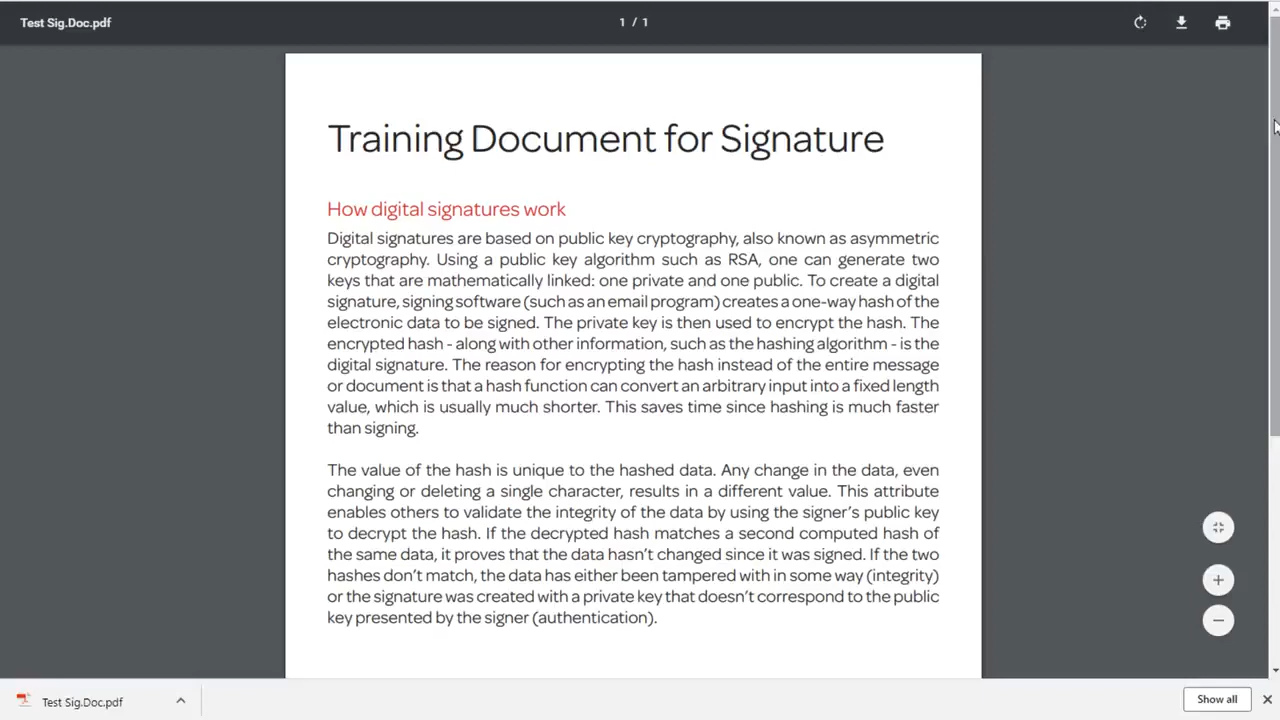 Test Sig.Doc.pdf
1 / 1
Training Document for Signature
How digital signatures work
Digital signatures are based on public key cryptography, also known as asymmetric
cryptography. Using a public key algorithm such as RSA, one can generate two
keys that are mathematically linked: one private and one public. To create a digital
signature, signing software (such as an email program) creates a one-way hash of the
electronic data to be signed. The private key is then used to encrypt the hash. The
encrypted hash - along with other information, such as the hashing algorithm - is the
digital signature. The reason for encrypting the hash instead of the entire message
or document is that a hash function can convert an arbitrary input into a fixed length
value, which is usually much shorter. This saves time since hashing is much faster
than signing.
The value of the hash is unique to the hashed data. Any change in the data, even
changing or deleting a single character, results in a different value. This attribute
enables others to validate the integrity of the data by using the signer's public key
to decrypt the hash. If the decrypted hash matches a second computed hash of
the same data, it proves that the data hasn't changed since it was signed. If the two
hashes don't match, the data has either been tampered with in some way (integrity)
or the signature was created with a private key that doesn't correspond to the public
key presented by the signer (authentication).
Test Sig.Doc.pdf
Show all